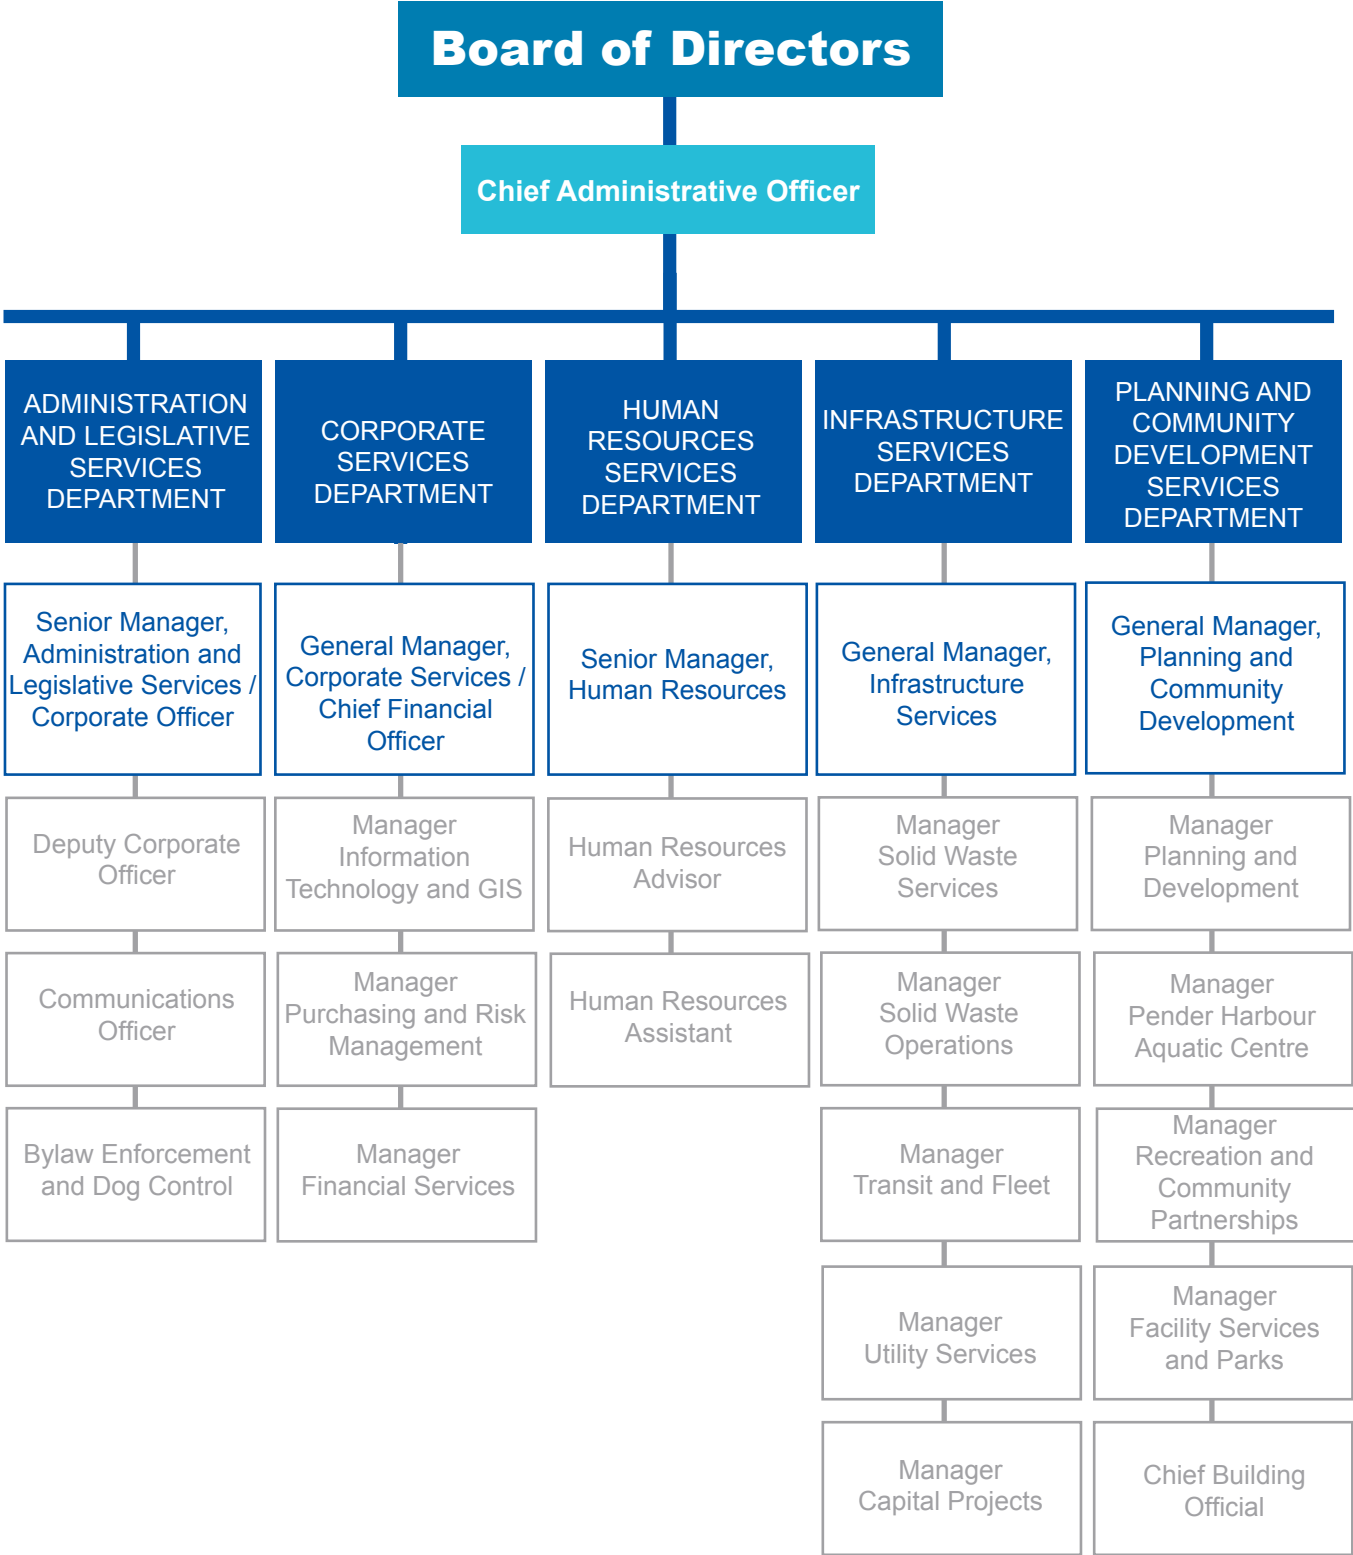 Board of Directors
Chief Administrative Officer
ADMINISTRATION
AND LEGISLATIVE
SERVICES
DEPARTMENT
CORPORATE
SERVICES
DEPARTMENT
HUMAN
RESOURCES
SERVICES
DEPARTMENT
INFRASTRUCTURE
SERVICES
DEPARTMENT
PLANNING AND
COMMUNITY
DEVELOPMENT
SERVICES
DEPARTMENT
Senior Manager,
Administration and
Legislative Services /
Corporate Officer
General Manager,
Corporate Services /
Chief Financial
Officer
Senior Manager,
Human Resources
General Manager,
Infrastructure
Services
General Manager,
Planning and
Community
Development
Deputy Corporate
Officer
Manager
Information
Technology and GIS
Human Resources
Advisor
Manager
Solid Waste
Services
Manager
Planning and
Development
Communications
Officer
Manager
Purchasing and Risk
Management
Human Resources
Assistant
Manager
Solid Waste
Operations
Manager
Pender Harbour
Aquatic Centre
Bylaw Enforcement
and Dog Control
Manager
Financial Services
Manager
Transit and Fleet
Manager
Recreation and
Community
Partnerships
Manager
Utility Services
Manager
Facility Services
and Parks
Manager
Capital Projects
Chief Building
Official